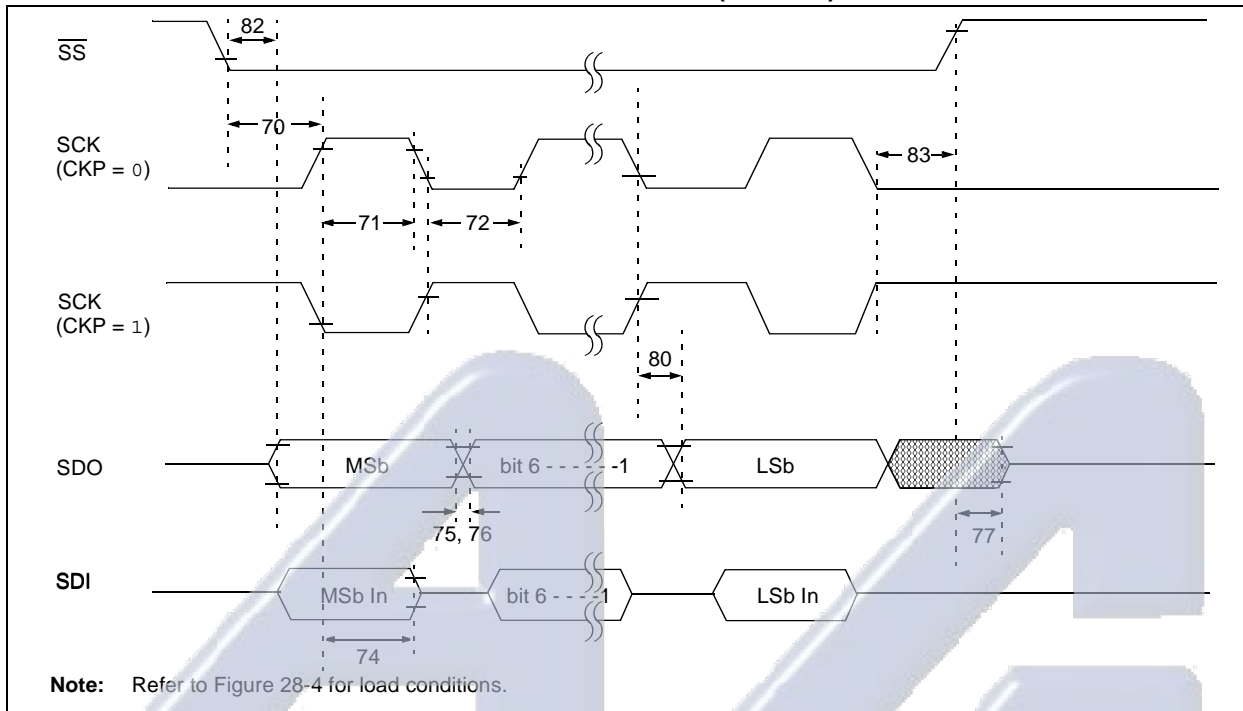 82
SS
70
SCK
(CKP = 0)
83
71
72
SCK
(CKP = 1)
80
SDO
MSb
bit 6 - - - - - -1
LSb
75, 76
77
SDI
MSb In
bit 6 - - - - -1
LSb In
74
Note: Refer to Figure 28-4 for load conditions.